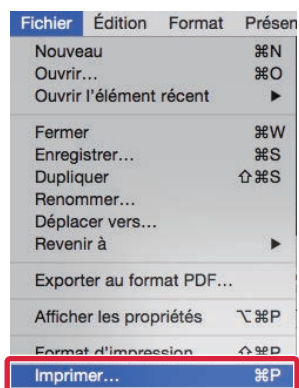 Fichier Édition Format Présen
Nouveau ⌘N
Ouvrir... ⌘O
Ouvrir l'élément récent ▶
Fermer ⌘W
Enregistrer... ⌘S
Dupliquer ⇧⌘S
Renommer...
Déplacer vers...
Revenir à ▶
Exporter au format PDF...
Afficher les propriétés ⌥⌘P
Format d'impression ⇧⌘P
Imprimer... ⌘P